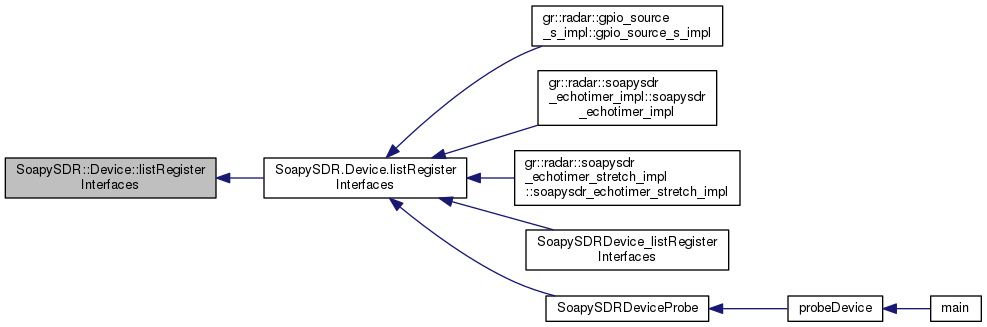 gr::radar::gpio_source
_s_impl::gpio_source_s_impl
gr::radar::soapysdr
_echotimer_impl::soapysdr
_echotimer_impl
SoapySDR::Device::listRegister
Interfaces
SoapySDR.Device.listRegister
Interfaces
gr::radar::soapysdr
_echotimer_stretch_impl
::soapysdr_echotimer_stretch_impl
SoapySDRDevice_listRegister
Interfaces
SoapySDRDeviceProbe
probeDevice
main